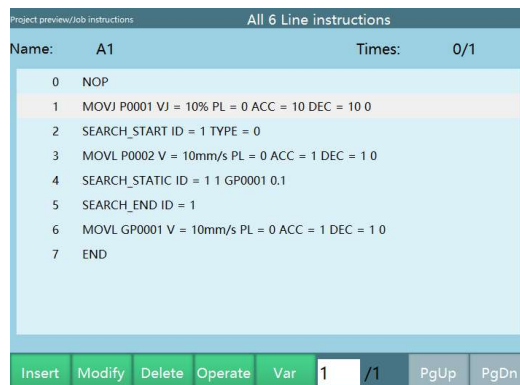 Project preview/Job instructions All 6 Line instructions
Name: A1 Times: 0/1
0 NOP
1 MOVJ P0001 VJ = 10% PL = 0 ACC = 10 DEC = 10 0
2 SEARCH_START ID = 1 TYPE = 0
3 MOVL P0002 V = 10mm/s PL = 0 ACC = 1 DEC = 1 0
4 SEARCH_STATIC ID = 1 1 GP0001 0.1
5 SEARCH_END ID = 1
6 MOVL GP0001 V = 10mm/s PL = 0 ACC = 1 DEC = 1 0
7 END
Insert Modify Delete Operate Var 1 /1 PgUp PgDn